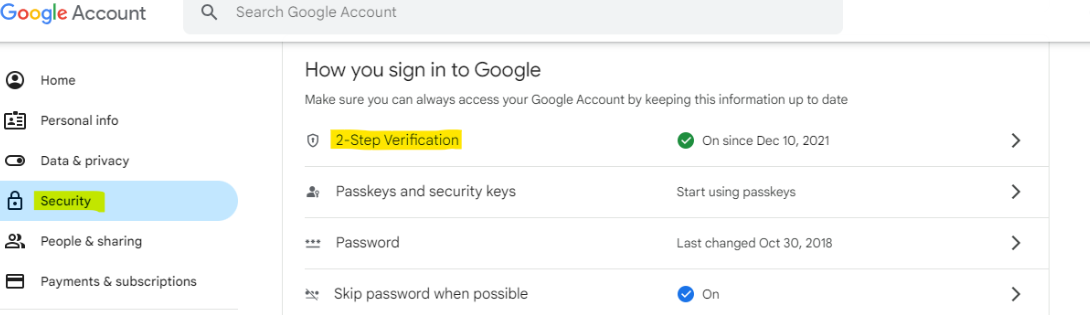 Google Account
Search Google Account
Home
Personal info
Data & privacy
Security
People & sharing
Payments & subscriptions
How you sign in to Google
Make sure you can always access your Google Account by keeping this information up to date
2-Step Verification On since Dec 10, 2021
Passkeys and security keys Start using passkeys
Password Last changed Oct 30, 2018
Skip password when possible On